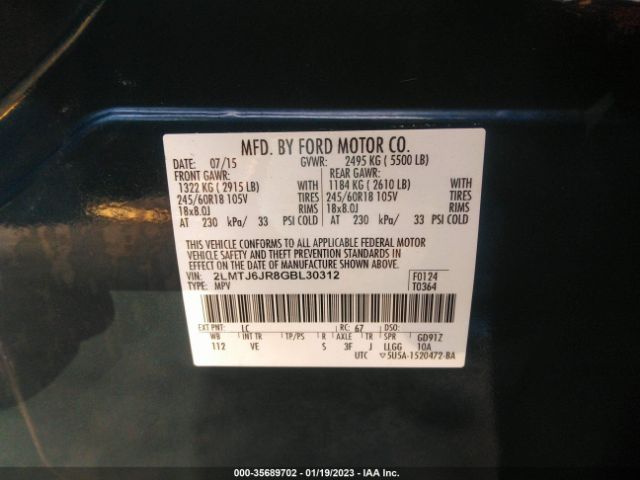 MFD. BY FORD MOTOR CO.
DATE: 07/15 GVWR: 2495 KG ( 5500 LB)
FRONT GAWR: REAR GAWR:
1322 KG ( 2915 LB) WITH 1184 KG ( 2610 LB) WITH
245/60R18 105V TIRES 245/60R18 105V TIRES
18x8.0J RIMS 18x8.0J RIMS
AT 230 kPa/ 33 PSI COLD AT 230 kPa/ 33 PSI COLD
THIS VEHICLE CONFORMS TO ALL APPLICABLE FEDERAL MOTOR
VEHICLE SAFETY AND THEFT PREVENTION STANDARDS IN
EFFECT ON THE DATE OF MANUFACTURE SHOWN ABOVE.
VIN: 2LMTJ6JR8GBL30312 F0124
TYPE: MPV T0364
EXT PNT: LC RC: 67 DSO:
WB INT TR TP/PS R AXLE TR SPR GD91Z
112 VE S 3F J LLGG 10A
UTC ▽5U5A-1520472-BA
000-35689702 - 01/19/2023 - IAA Inc.